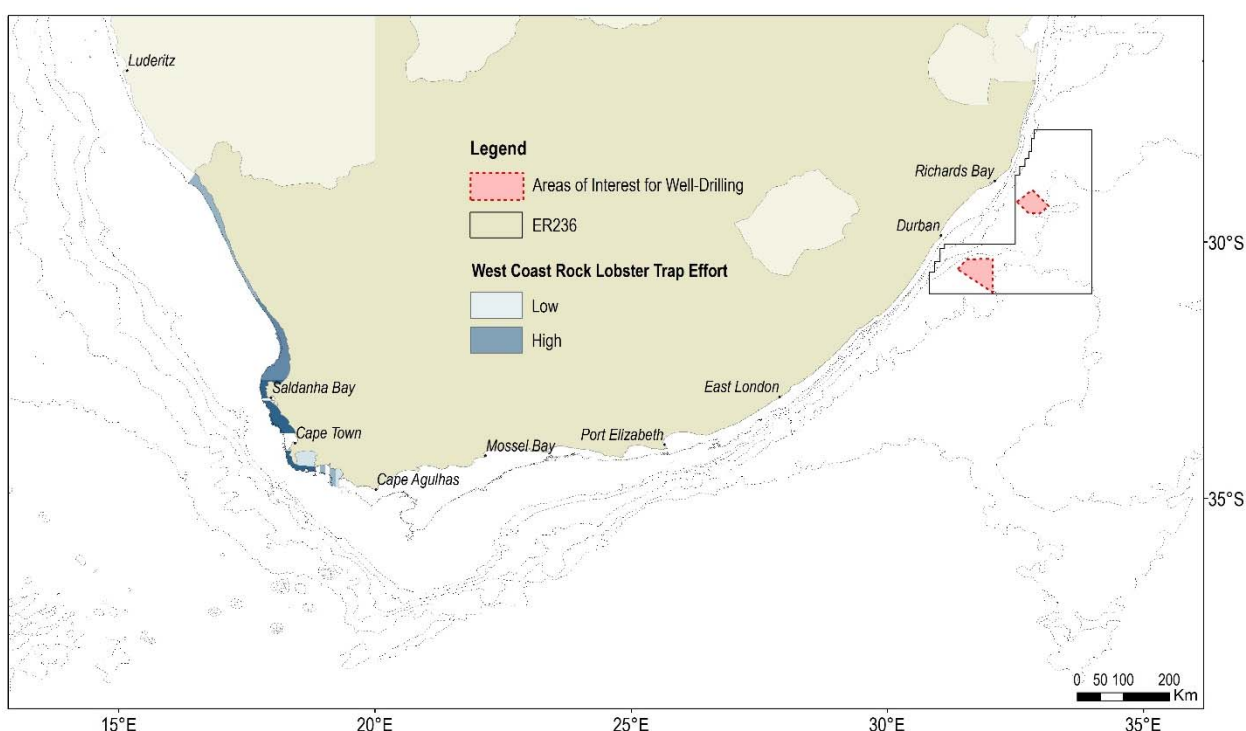 Luderitz
Legend
Areas of Interest for Well-Drilling
ER236
West Coast Rock Lobster Trap Effort
Low
High
Richards Bay
Durban
30°S
Saldanha Bay
East London
Cape Town
Port Elizabeth
Mossel Bay
Cape Agulhas
35°S
0 50 100 200
Km
15°E 20°E 25°E 30°E 35°E